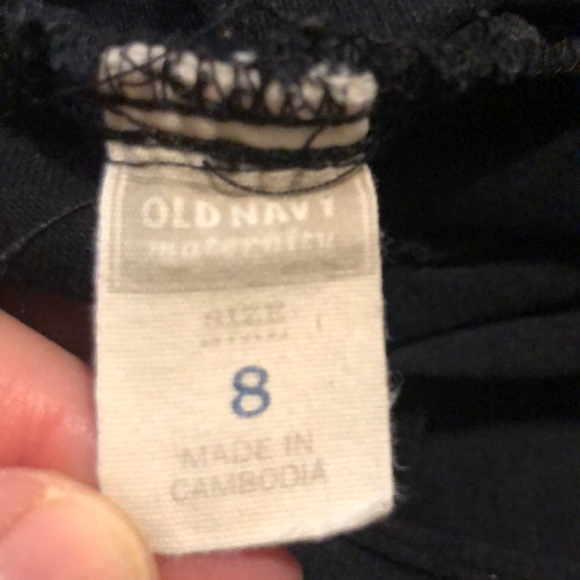 OLD NAVY
maternity
SIZE
8
MADE IN
CAMBODIA